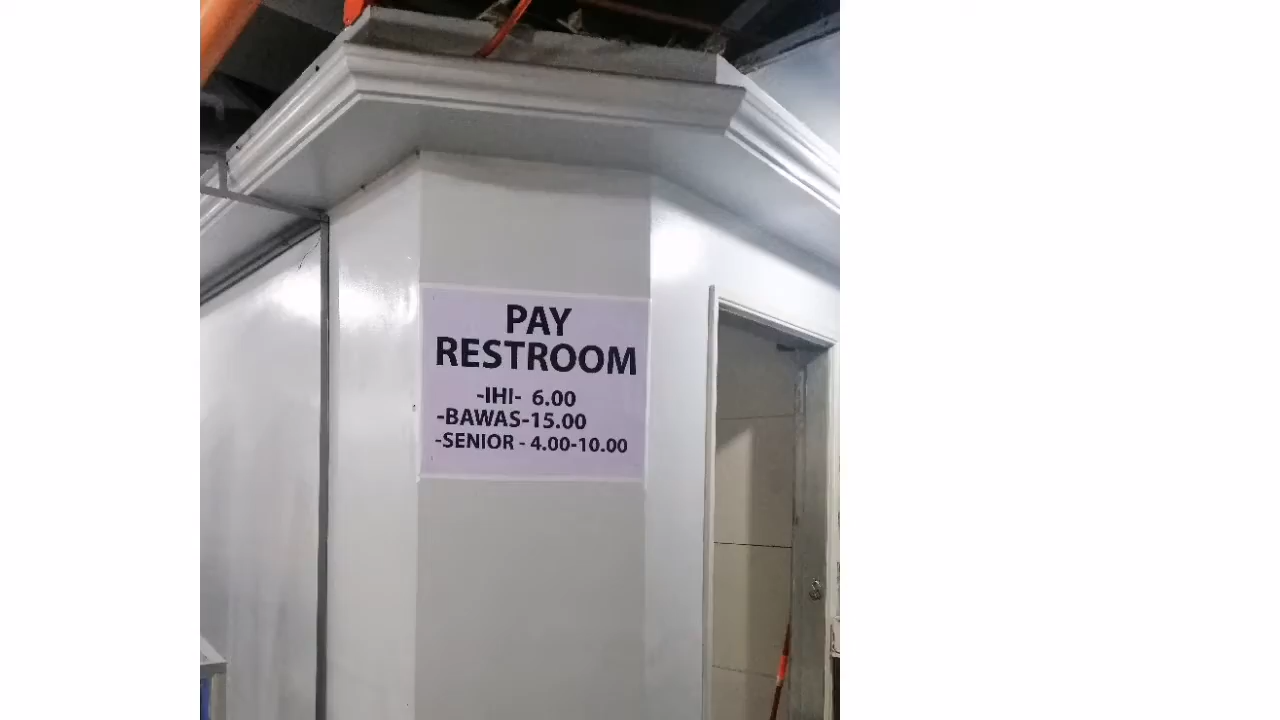 PAY
RESTROOM
-IHI- 6.00
-BAWAS-15.00
-SENIOR - 4.00-10.00